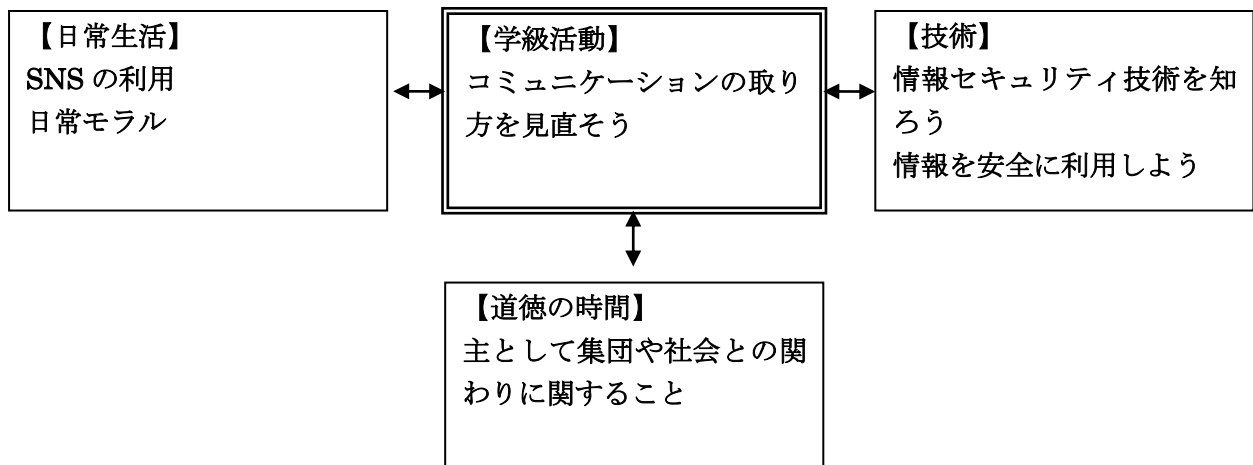 【日常生活】
SNS の利用
日常モラル
【学級活動】
コミュニケーションの取り
方を見直そう
【技術】
情報セキュリティ技術を知
ろう
情報を安全に利用しよう
【道徳の時間】
主として集団や社会との関
わりに関すること